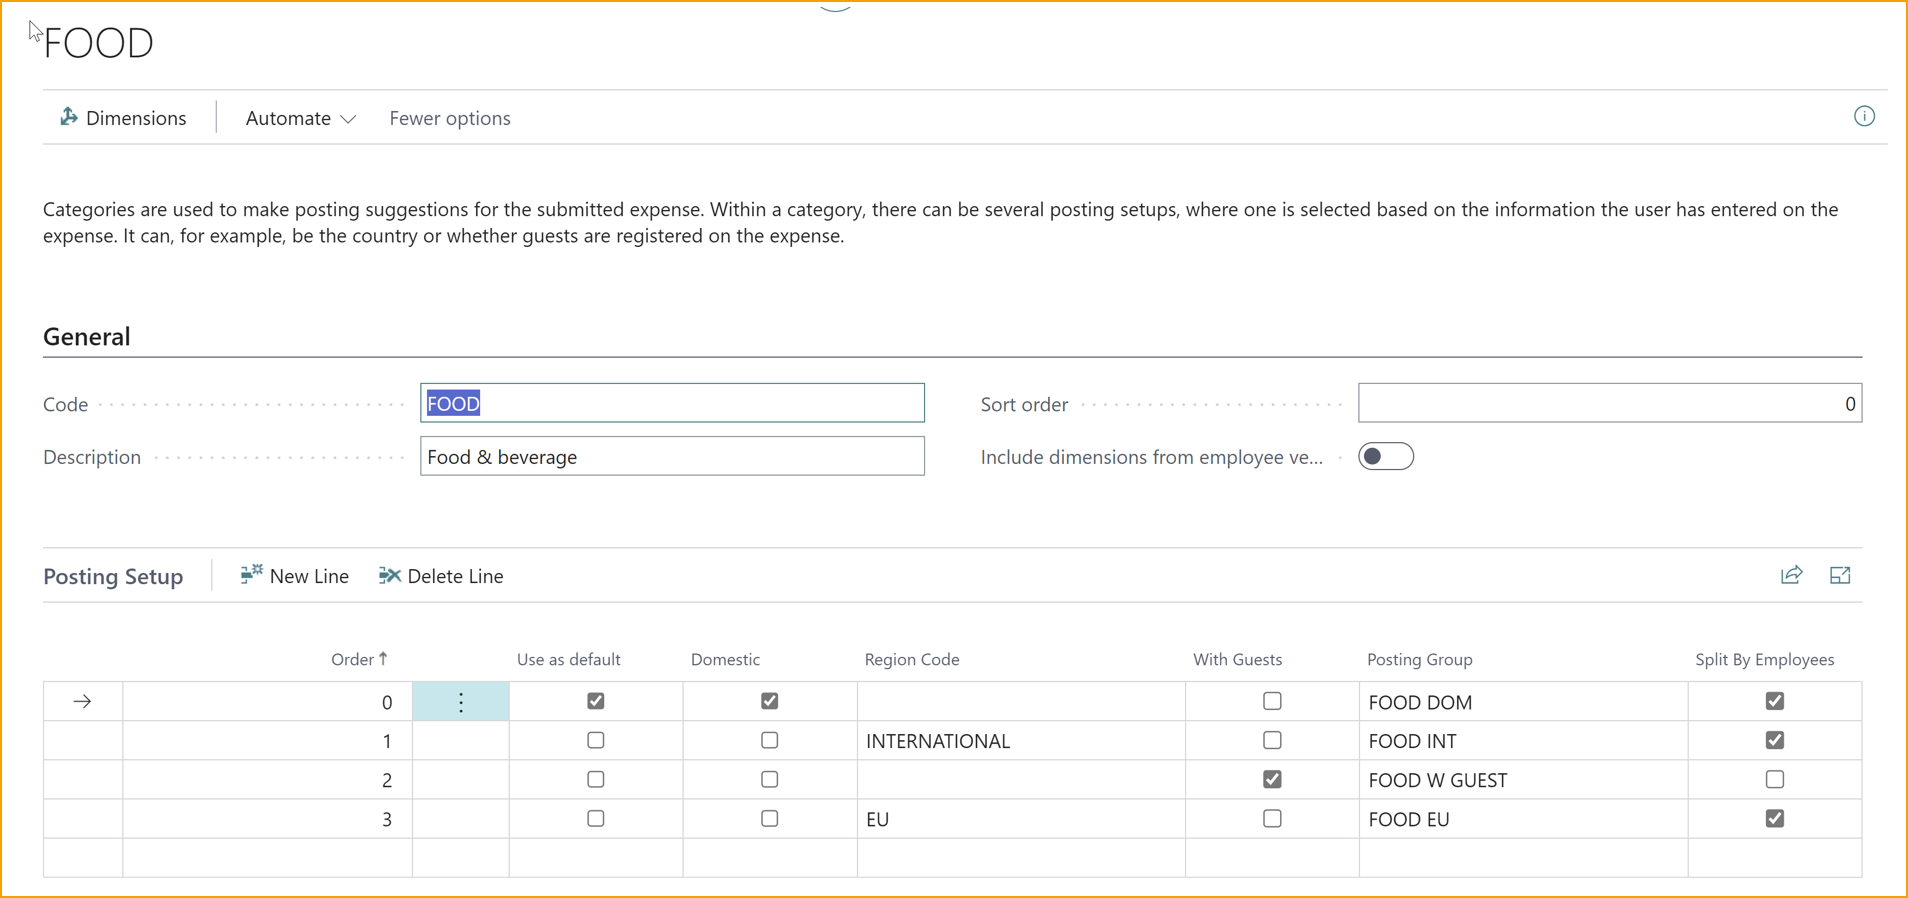 FOOD
Dimensions Automate Fewer options
Categories are used to make posting suggestions for the submitted expense. Within a category, there can be several posting setups, where one is selected based on the information the user has entered on the
expense. It can, for example, be the country or whether guests are registered on the expense.
General
Code FOOD Sort order 0
Description Food & beverage Include dimensions from employee ve...
Posting Setup New Line Delete Line
Order Use as default Domestic Region Code With Guests Posting Group Split By Employees
0 FOOD DOM
1 INTERNATIONAL FOOD INT
2 FOOD W GUEST
3 EU FOOD EU